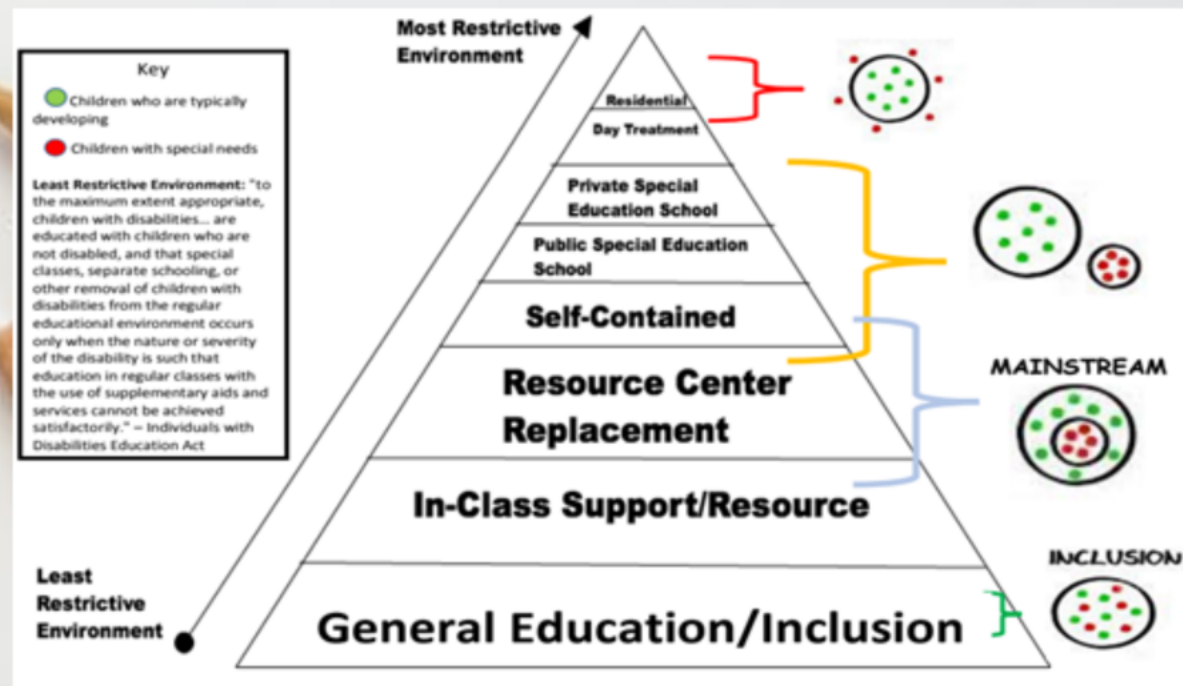 Most Restrictive
Environment
Key
Children who are typically
developing
Children with special needs
Least Restrictive Environment: "to
the maximum extent appropriate,
children with disabilities... are
educated with children who are
not disabled, and that special
classes, separate schooling, or
other removal of children with
disabilities from the regular
educational environment occurs
only when the nature or severity
of the disability is such that
education in regular classes with
the use of supplementary aids and
services cannot be achieved
satisfactorily." – Individuals with
Disabilities Education Act
Least
Restrictive
Environment
Residential
Day Treatment
Private Special
Education School
Public Special Education
School
Self-Contained
Resource Center
Replacement
In-Class Support/Resource
General Education/Inclusion
MAINSTREAM
INCLUSION